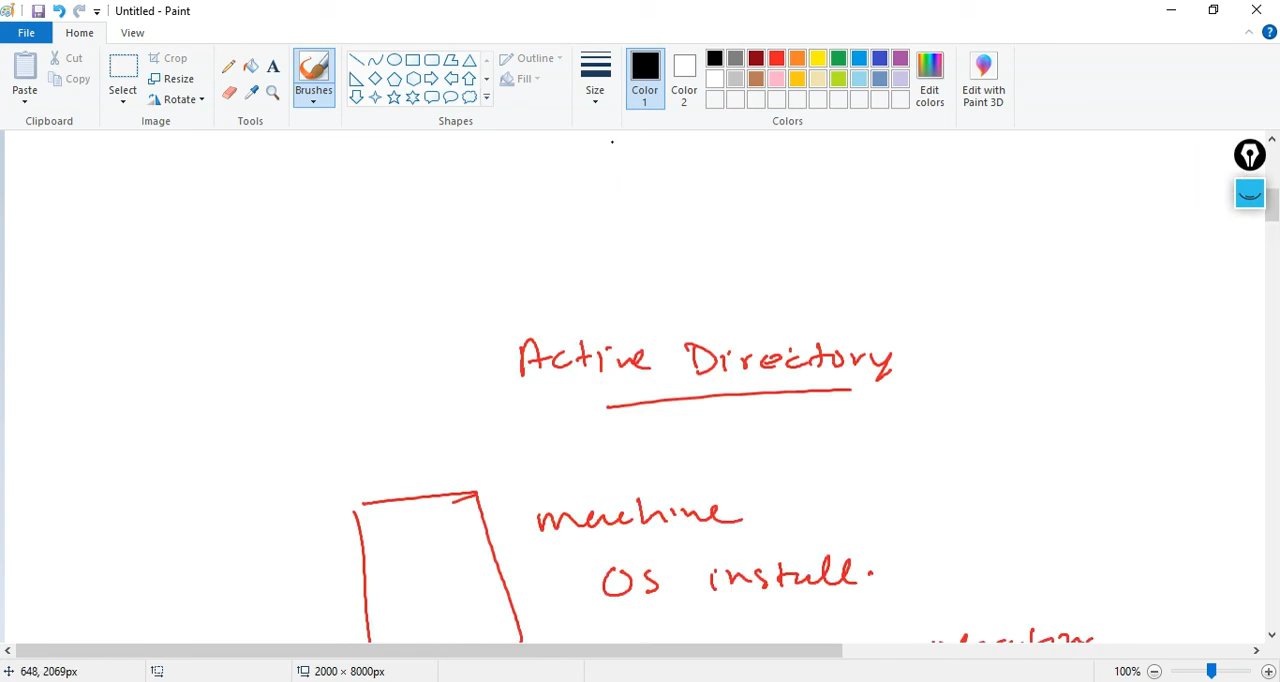 Untitled - Paint
File Home View
Paste
Cut
Copy
Clipboard
Select
Crop
Resize
Rotate
Image
Tools
Brushes
Outline
Fill
Shapes
Size
Color 1
Color 2
Edit colors
Edit with Paint 3D
Colors
Active Directory
machine
OS install.
648, 2069px
2000 × 8000px
100%